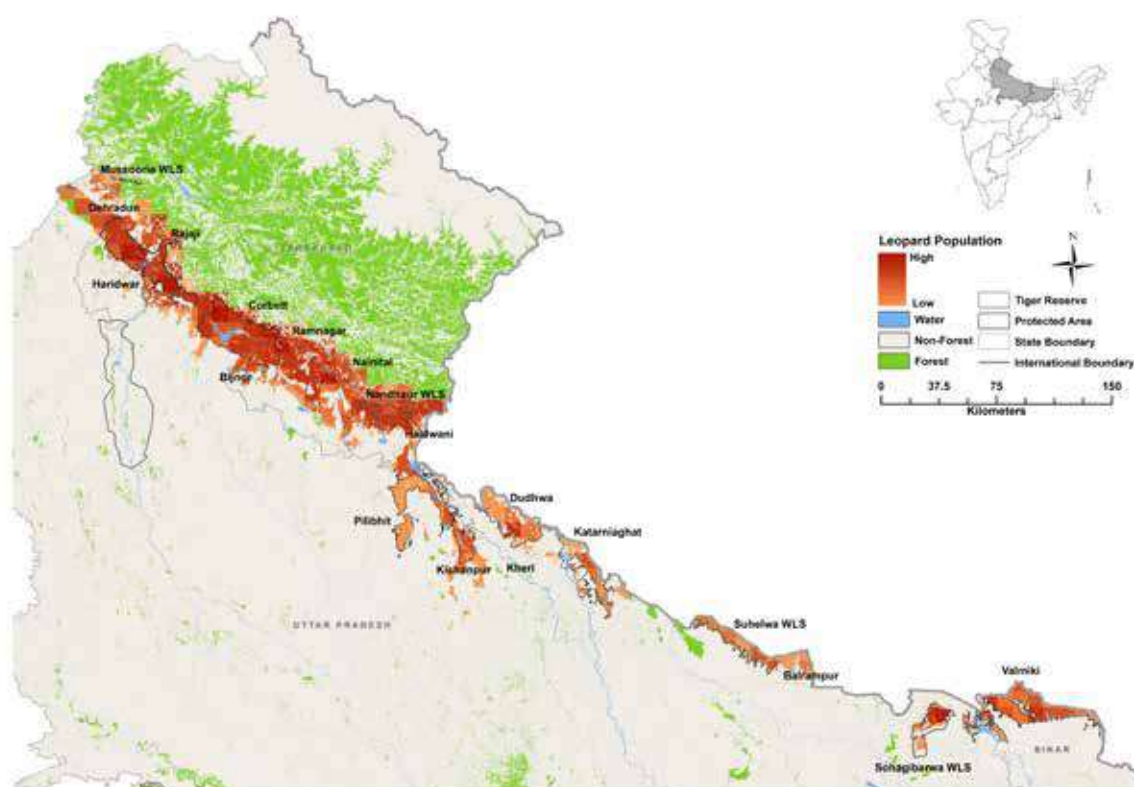 Mussoorie WLS
Dehradun
Rajaji
UTTARAKHAND
Haridwar
Corbett
Ramnagar
Nainital
Bijnor
Nandhaur WLS
Haldwani
Pilibhit
Dudhwa
Katarniaghat
Kishanpur
Kheri
UTTAR PRADESH
Suhelwa WLS
Balrampur
Valmiki
BIHAR
Sohagibarwa WLS
N
Leopard Population
High
Low
Water
Non-Forest
Forest
Tiger Reserve
Protected Area
State Boundary
International Boundary
0 37.5 75 150
Kilometers